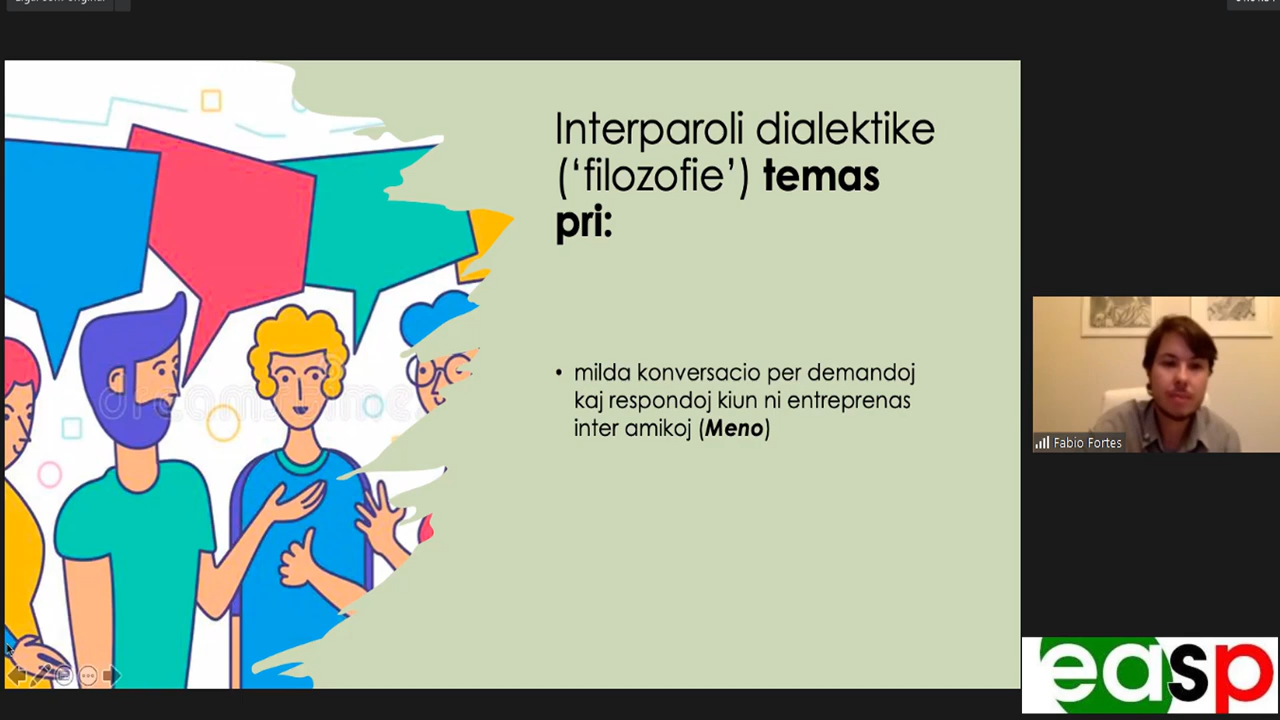 Interparoli dialektike
(‘filozofie’) temas
pri:
• milda konversacio per demandoj
kaj respondoj kiun ni entreprenas
inter amikoj (Meno)
Fabio Fortes
easp